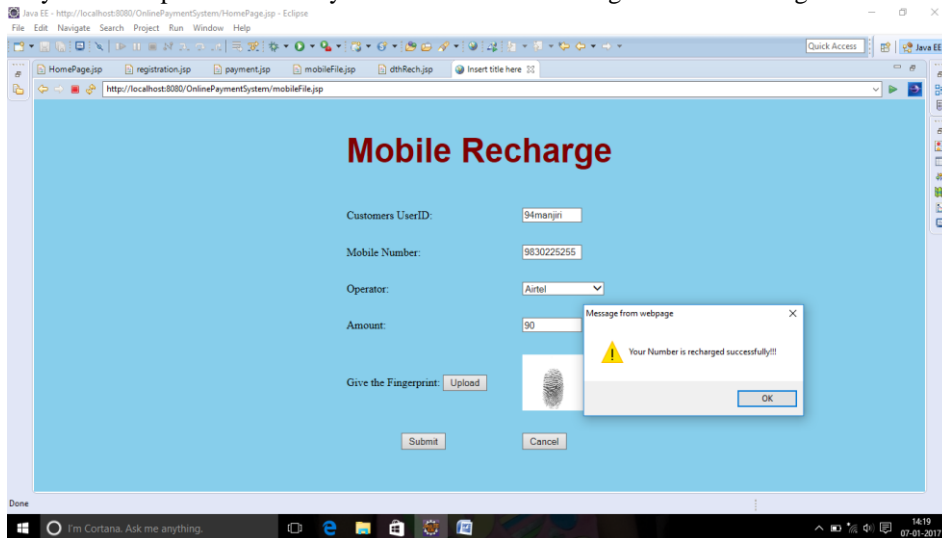 Java EE - http://localhost:8080/OnlinePaymentSystem/HomePage.jsp - Eclipse
File Edit Navigate Search Project Run Window Help
Quick Access
Java EE
HomePage.jsp registration.jsp payment.jsp mobileFile.jsp dthRech.jsp Insert title here
http://localhost:8080/OnlinePaymentSystem/mobileFile.jsp
Mobile Recharge
Customers UserID: 94manjiri
Mobile Number: 9830225255
Operator: Airtel
Message from webpage
Amount: 90
Your Number is recharged successfully!!!
Give the Fingerprint: Upload
OK
Submit Cancel
Done
I'm Cortana. Ask me anything.
14:19
07-01-2017